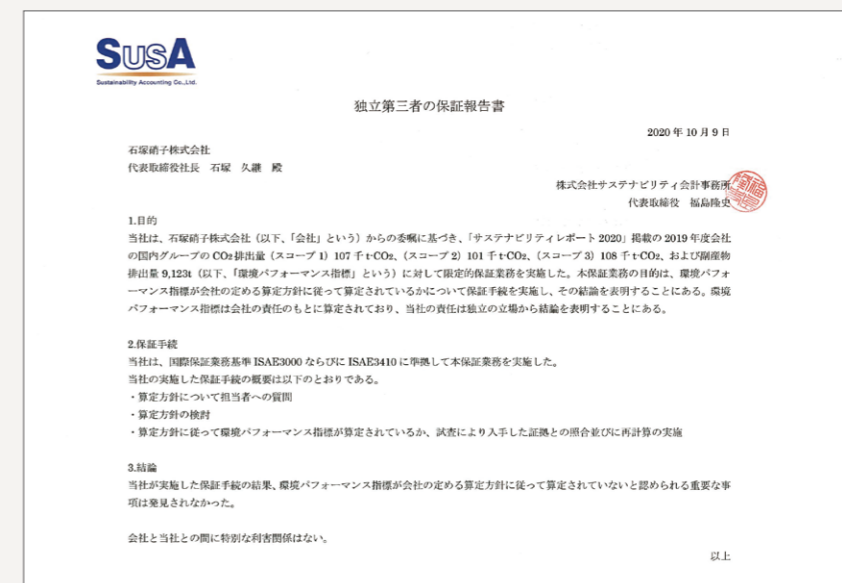 SUSA
Sustainability Accounting Co.,Ltd.
独立第三者の保証報告書
2020年10月9日
石塚硝子株式会社
代表取締役社長 石塚 久継 殿
株式会社サステナビリティ会計事務所
代表取締役 福島隆史
1.目的
当社は、石塚硝子株式会社（以下、「会社」という）からの委嘱に基づき、「サステナビリティレポート 2020」掲載の 2019 年度会社
の国内グループの CO₂ 排出量（スコープ 1）107 千 t-CO₂、（スコープ 2）101 千 t-CO₂、（スコープ 3）108 千 t-CO₂、および副産物
排出量 9,123t（以下、「環境パフォーマンス指標」という）に対して限定的保証業務を実施した。本保証業務の目的は、環境パフォ
ーマンス指標が会社の定める算定方針に従って算定されているかについて保証手続を実施し、その結論を表明することにある。環境
パフォーマンス指標は会社の責任のもとに算定されており、当社の責任は独立の立場から結論を表明することにある。
2.保証手続
当社は、国際保証業務基準 ISAE3000 ならびに ISAE3410 に準拠して本保証業務を実施した。
当社の実施した保証手続の概要は以下のとおりである。
・算定方針について担当者への質問
・算定方針の検討
・算定方針に従って環境パフォーマンス指標が算定されているか、試査により入手した証拠との照合並びに再計算の実施
3.結論
当社が実施した保証手続の結果、環境パフォーマンス指標が会社の定める算定方針に従って算定されていないと認められる重要な事
項は発見されなかった。
会社と当社との間に特別な利害関係はない。
以上